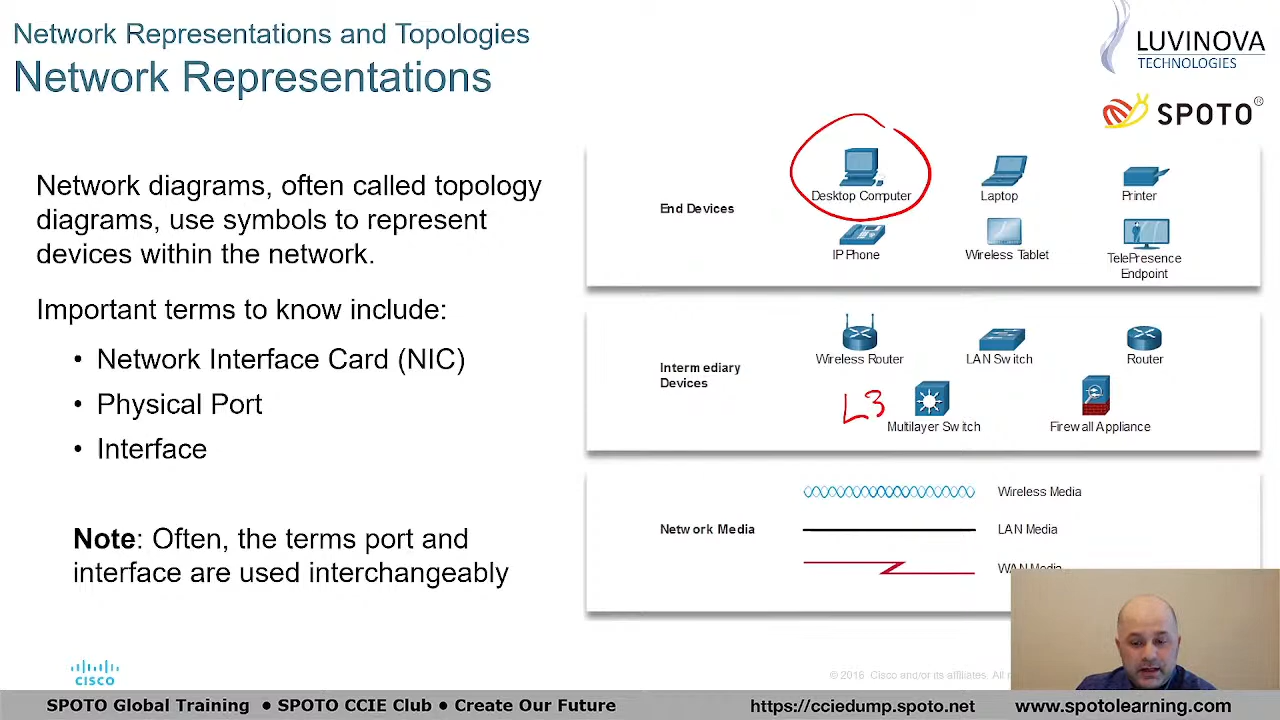 Network Representations and Topologies
Network Representations
LUVINOVA
TECHNOLOGIES
SPOTO®
Network diagrams, often called topology
diagrams, use symbols to represent
devices within the network.
Important terms to know include:
• Network Interface Card (NIC)
• Physical Port
• Interface
Note: Often, the terms port and
interface are used interchangeably
End Devices
Desktop Computer
Laptop
Printer
IP Phone
Wireless Tablet
TelePresence
Endpoint
Intermediary
Devices
Wireless Router
LAN Switch
Router
L3
Multilayer Switch
Firewall Appliance
Network Media
Wireless Media
LAN Media
WAN Media
CISCO
© 2016 Cisco and/or its affiliates. All
SPOTO Global Training ● SPOTO CCIE Club ● Create Our Future
https://cciedump.spoto.net
www.spotolearning.com